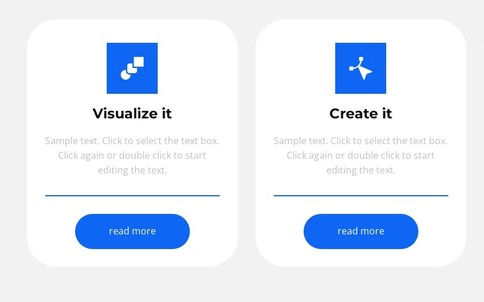 Visualize it
Sample text. Click to select the text box.
Click again or double click to start
editing the text.
read more
Create it
Sample text. Click to select the text box.
Click again or double click to start
editing the text.
read more